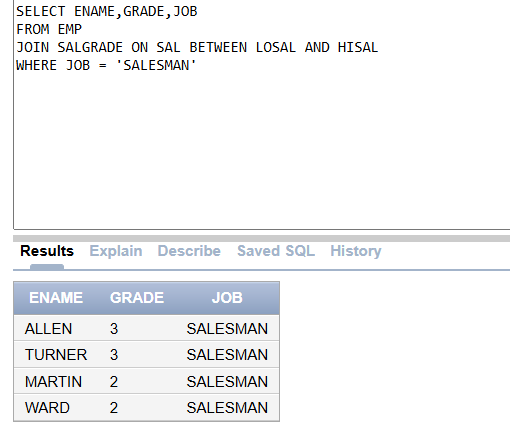 SELECT ENAME,GRADE,JOB
FROM EMP
JOIN SALGRADE ON SAL BETWEEN LOSAL AND HISAL
WHERE JOB = 'SALESMAN'
Results Explain Describe Saved SQL History
ENAME GRADE JOB
ALLEN 3 SALESMAN
TURNER 3 SALESMAN
MARTIN 2 SALESMAN
WARD 2 SALESMAN